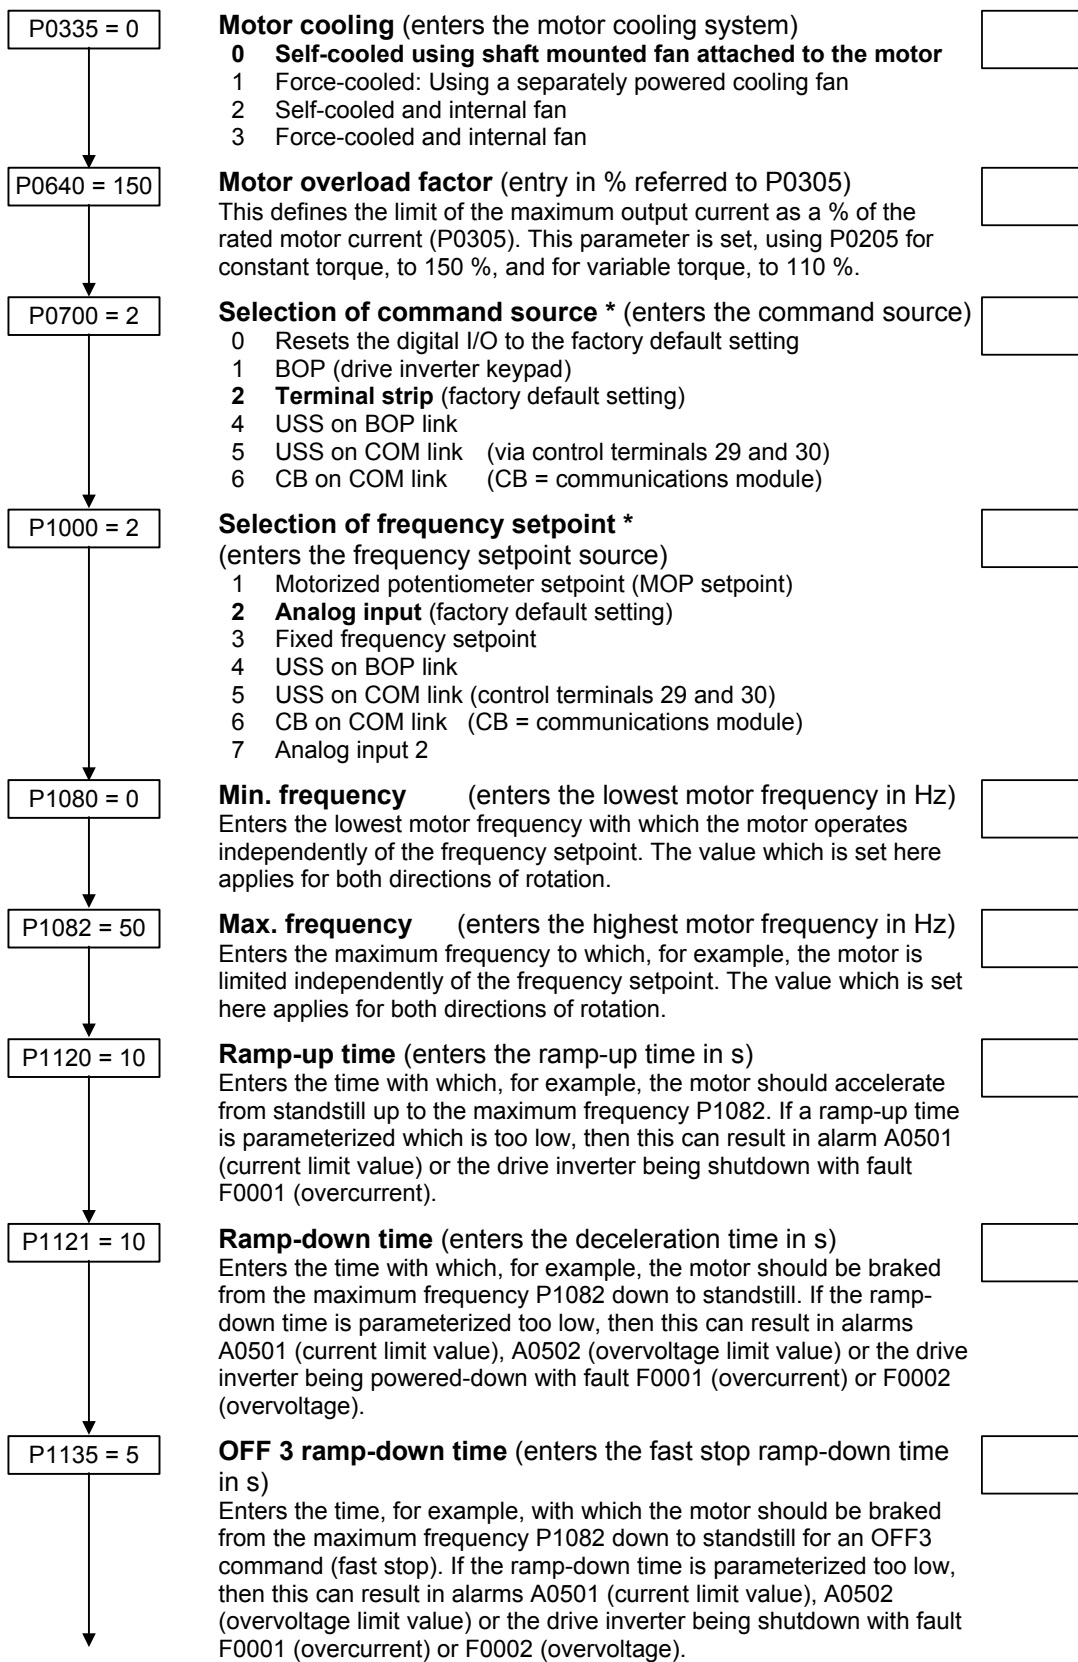 P0335 = 0
Motor cooling (enters the motor cooling system)
0 Self-cooled using shaft mounted fan attached to the motor
1 Force-cooled: Using a separately powered cooling fan
2 Self-cooled and internal fan
3 Force-cooled and internal fan
P0640 = 150
Motor overload factor (entry in % referred to P0305)
This defines the limit of the maximum output current as a % of the
rated motor current (P0305). This parameter is set, using P0205 for
constant torque, to 150 %, and for variable torque, to 110 %.
P0700 = 2
Selection of command source * (enters the command source)
0 Resets the digital I/O to the factory default setting
1 BOP (drive inverter keypad)
2 Terminal strip (factory default setting)
4 USS on BOP link
5 USS on COM link (via control terminals 29 and 30)
6 CB on COM link (CB = communications module)
P1000 = 2
Selection of frequency setpoint *
(enters the frequency setpoint source)
1 Motorized potentiometer setpoint (MOP setpoint)
2 Analog input (factory default setting)
3 Fixed frequency setpoint
4 USS on BOP link
5 USS on COM link (control terminals 29 and 30)
6 CB on COM link (CB = communications module)
7 Analog input 2
P1080 = 0
Min. frequency (enters the lowest motor frequency in Hz)
Enters the lowest motor frequency with which the motor operates
independently of the frequency setpoint. The value which is set here
applies for both directions of rotation.
P1082 = 50
Max. frequency (enters the highest motor frequency in Hz)
Enters the maximum frequency to which, for example, the motor is
limited independently of the frequency setpoint. The value which is set
here applies for both directions of rotation.
P1120 = 10
Ramp-up time (enters the ramp-up time in s)
Enters the time with which, for example, the motor should accelerate
from standstill up to the maximum frequency P1082. If a ramp-up time
is parameterized which is too low, then this can result in alarm A0501
(current limit value) or the drive inverter being shutdown with fault
F0001 (overcurrent).
P1121 = 10
Ramp-down time (enters the deceleration time in s)
Enters the time with which, for example, the motor should be braked
from the maximum frequency P1082 down to standstill. If the ramp-
down time is parameterized too low, then this can result in alarms
A0501 (current limit value), A0502 (overvoltage limit value) or the drive
inverter being powered-down with fault F0001 (overcurrent) or F0002
(overvoltage).
P1135 = 5
OFF 3 ramp-down time (enters the fast stop ramp-down time
in s)
Enters the time, for example, with which the motor should be braked
from the maximum frequency P1082 down to standstill for an OFF3
command (fast stop). If the ramp-down time is parameterized too low,
then this can result in alarms A0501 (current limit value), A0502
(overvoltage limit value) or the drive inverter being shutdown with fault
F0001 (overcurrent) or F0002 (overvoltage).